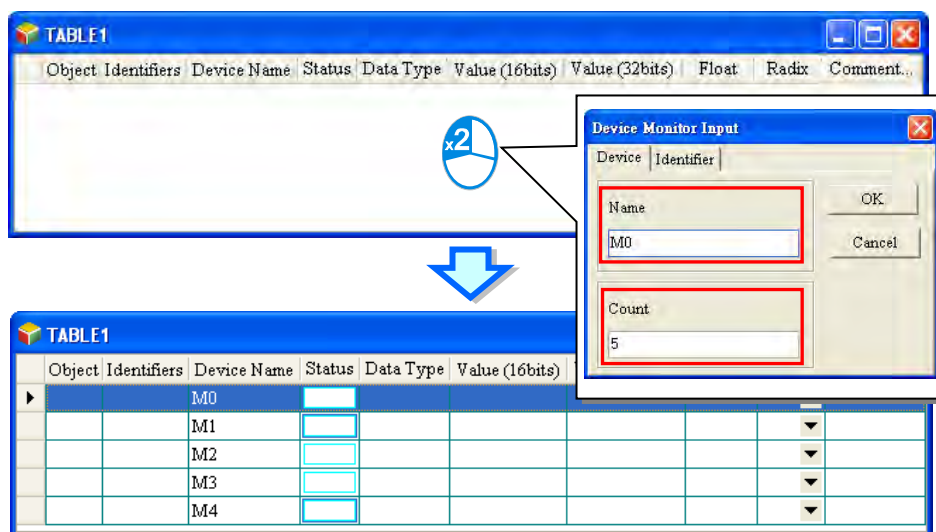 TABLE1
Object Identifiers Device Name Status Data Type Value (16bits) Value (32bits) Float Radix Comment...
x2
Device Monitor Input
Device Identifier
Name
M0
OK
Cancel
Count
5
TABLE1
Object Identifiers Device Name Status Data Type Value (16bits)
M0
M1
M2
M3
M4